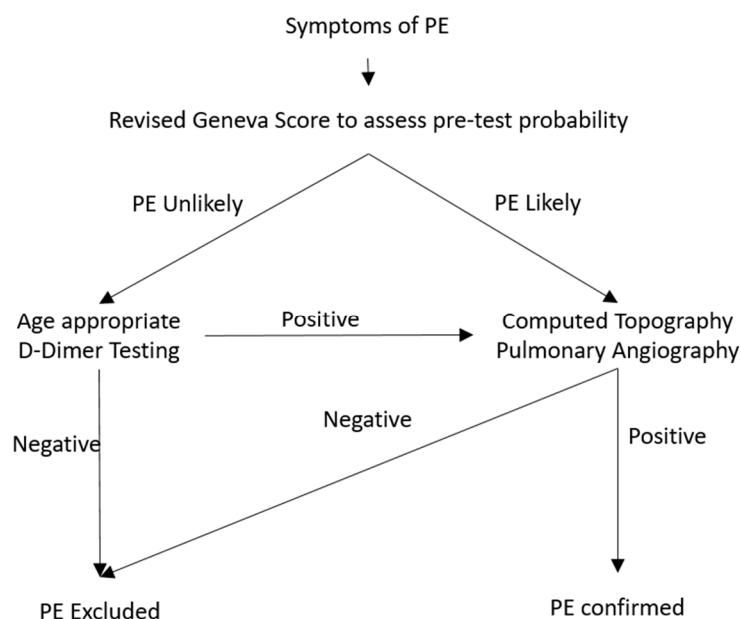 Symptoms of PE
Revised Geneva Score to assess pre-test probability
PE Unlikely
PE Likely
Age appropriate
D-Dimer Testing
Positive
Computed Topography
Pulmonary Angiography
Negative
Negative
Positive
PE Excluded
PE confirmed